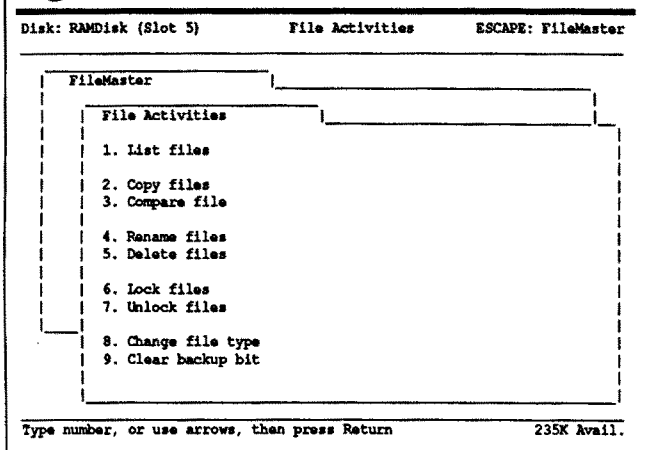 Disk: RAMDisk (Slot 5) File Activities ESCAPE: FileMaster
FileMaster
File Activities
1. List files
2. Copy files
3. Compare file
4. Rename files
5. Delete files
6. Lock files
7. Unlock files
8. Change file type
9. Clear backup bit
Type number, or use arrows, then press Return 235K Avail.